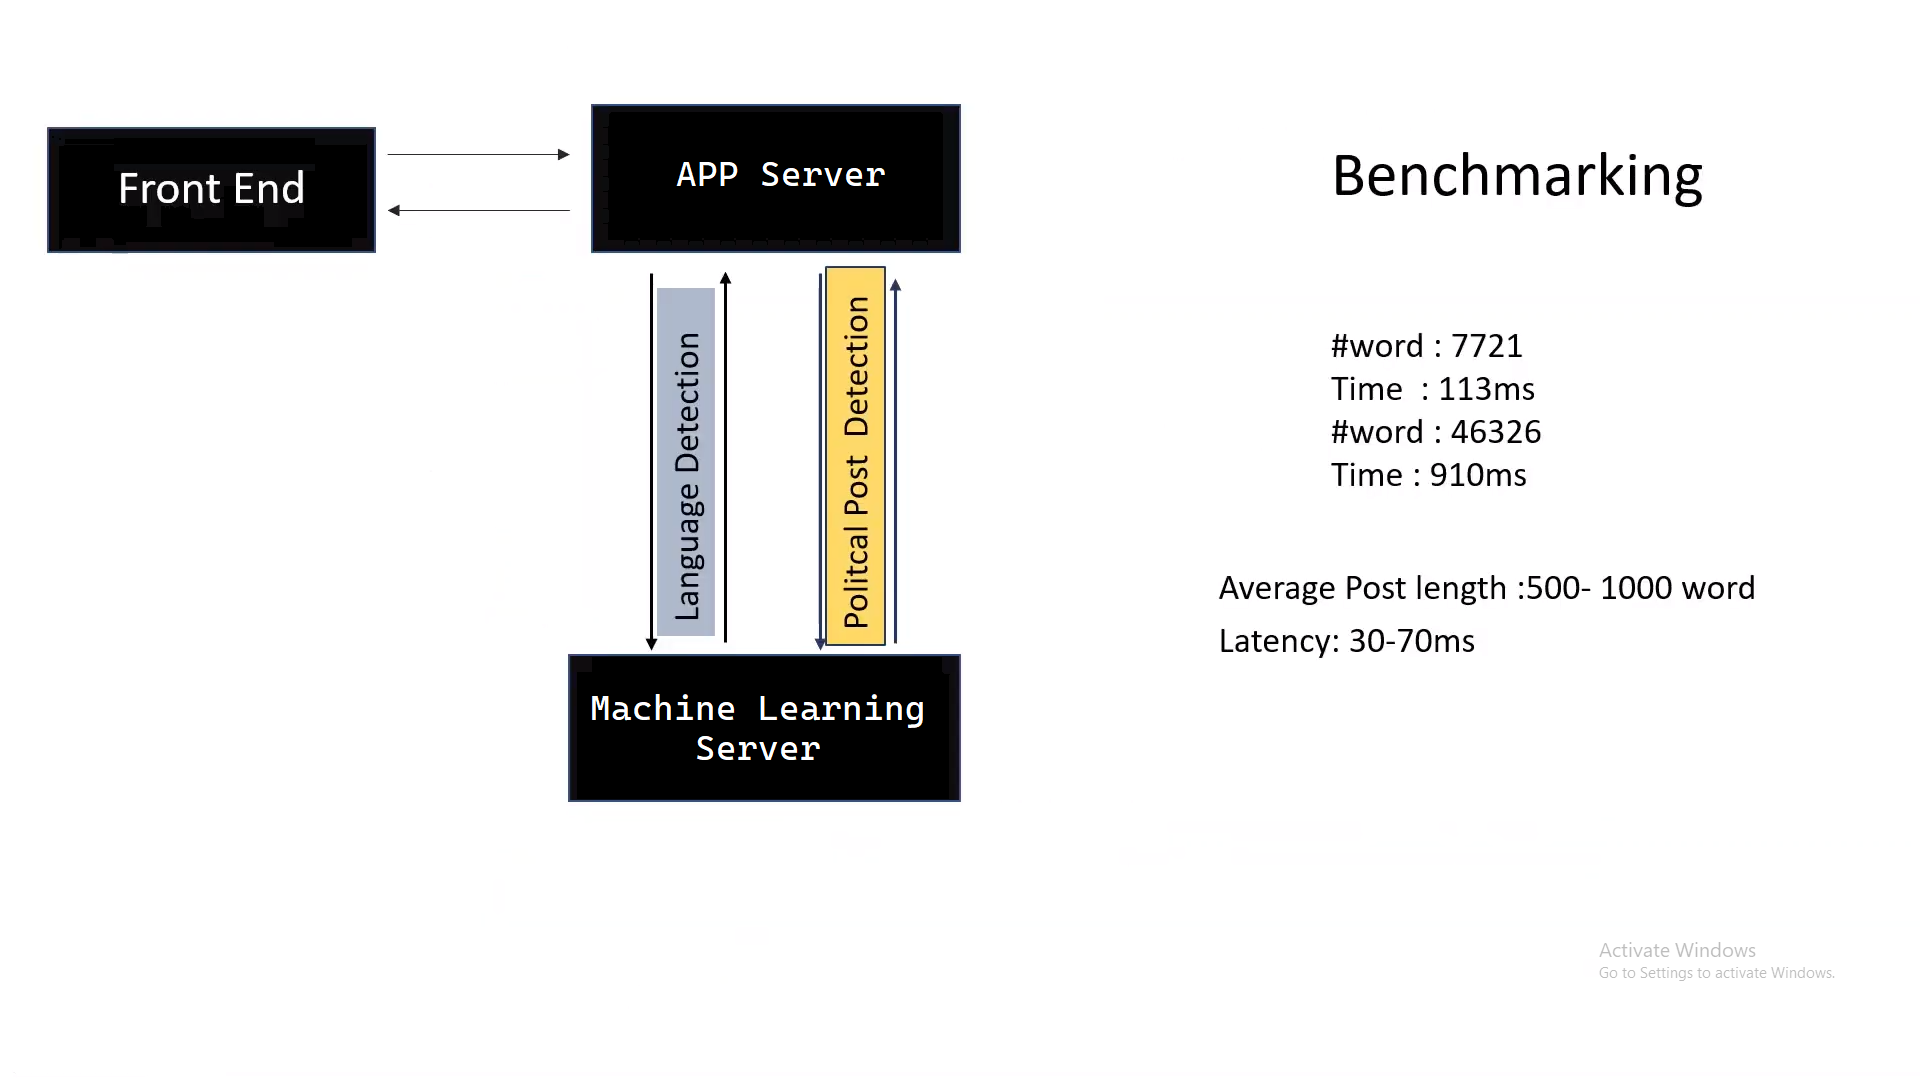 Front End
APP Server
Benchmarking
Language Detection
Politcal Post Detection
#word : 7721
Time : 113ms
#word : 46326
Time : 910ms
Average Post length :500- 1000 word
Latency: 30-70ms
Machine Learning
Server
Activate Windows
Go to Settings to activate Windows.